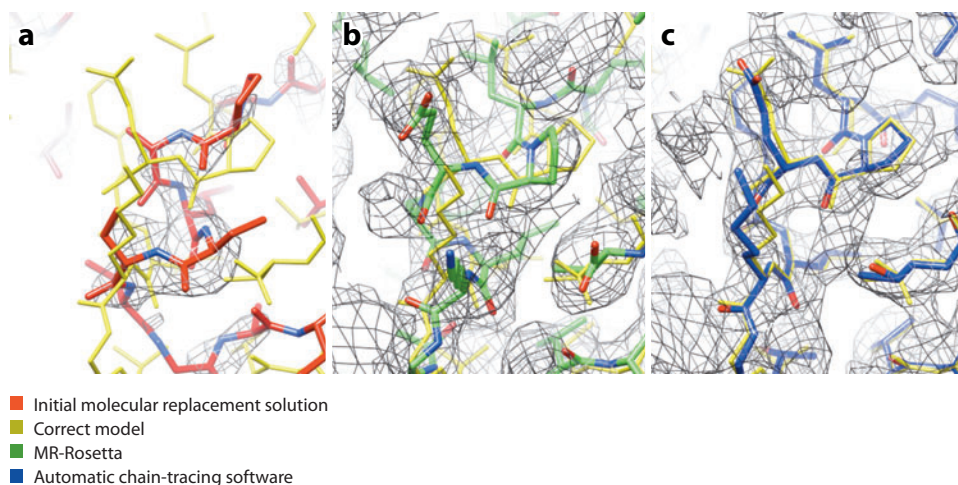 a b c
Initial molecular replacement solution
Correct model
MR-Rosetta
Automatic chain-tracing software